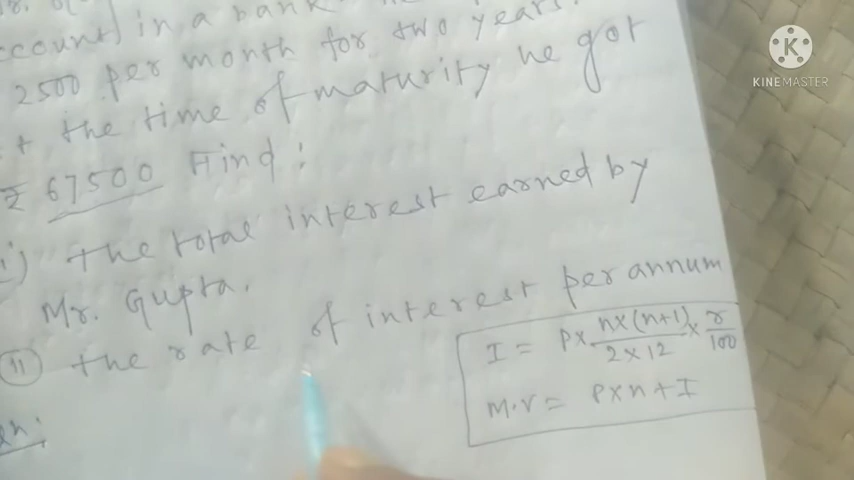 in a bank
2500 per month for two years.
the time of maturity he got
₹ 67500 Find:
i) the total interest earned by
Mr. Gupta.
(ii) the rate of interest per annum
I = P x n x (n+1) / 2 x 12 x r / 100
M.V = P x n + I
K
KINEMASTER